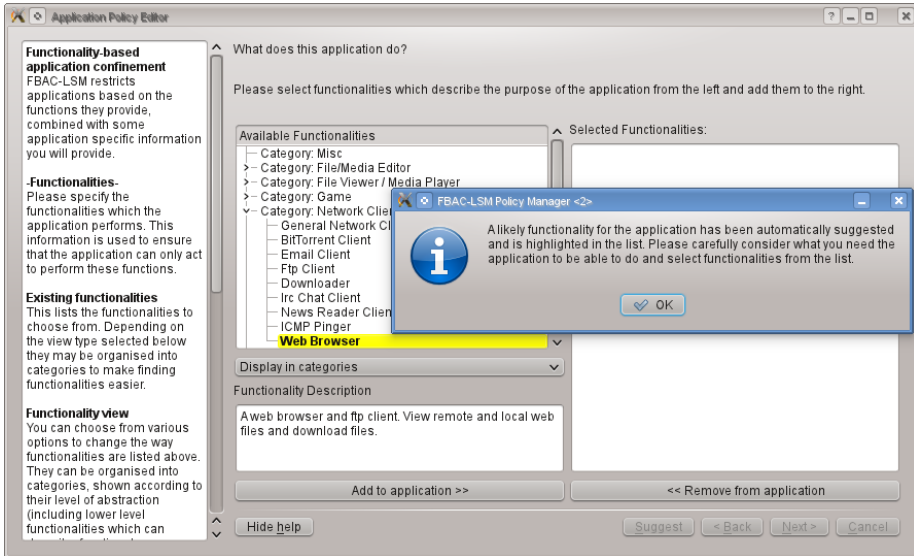 Application Policy Editor
Functionality-based
application confinement
FBAC-LSM restricts
applications based on the
functions they provide,
combined with some
application specific information
you will provide.
-Functionalities-
Please specify the
functionalities which the
application performs. This
information is used to ensure
that the application can only act
to perform these functions.
Existing functionalities
This lists the functionalities to
choose from. Depending on
the view type selected below
they may be organised into
categories to make finding
functionalities easier.
Functionality view
You can choose from various
options to change the way
functionalities are listed above.
They can be organised into
categories, shown according to
their level of abstraction
(including lower level
functionalities which can
What does this application do?
Please select functionalities which describe the purpose of the application from the left and add them to the right.
Available Functionalities
Category: Misc
Category: File/Media Editor
Category: File Viewer / Media Player
Category: Game
Category: Network Clie
General Network Cl
BitTorrent Client
Email Client
Ftp Client
Downloader
Irc Chat Client
News Reader Clien
ICMP Pinger
Web Browser
Display in categories
Functionality Description
A web browser and ftp client. View remote and local web
files and download files.
Add to application >>
Selected Functionalities:
FBAC-LSM Policy Manager <2>
A likely functionality for the application has been automatically suggested
and is highlighted in the list. Please carefully consider what you need the
application to be able to do and select functionalities from the list.
OK
<< Remove from application
Hide help
Suggest
< Back
Next >
Cancel